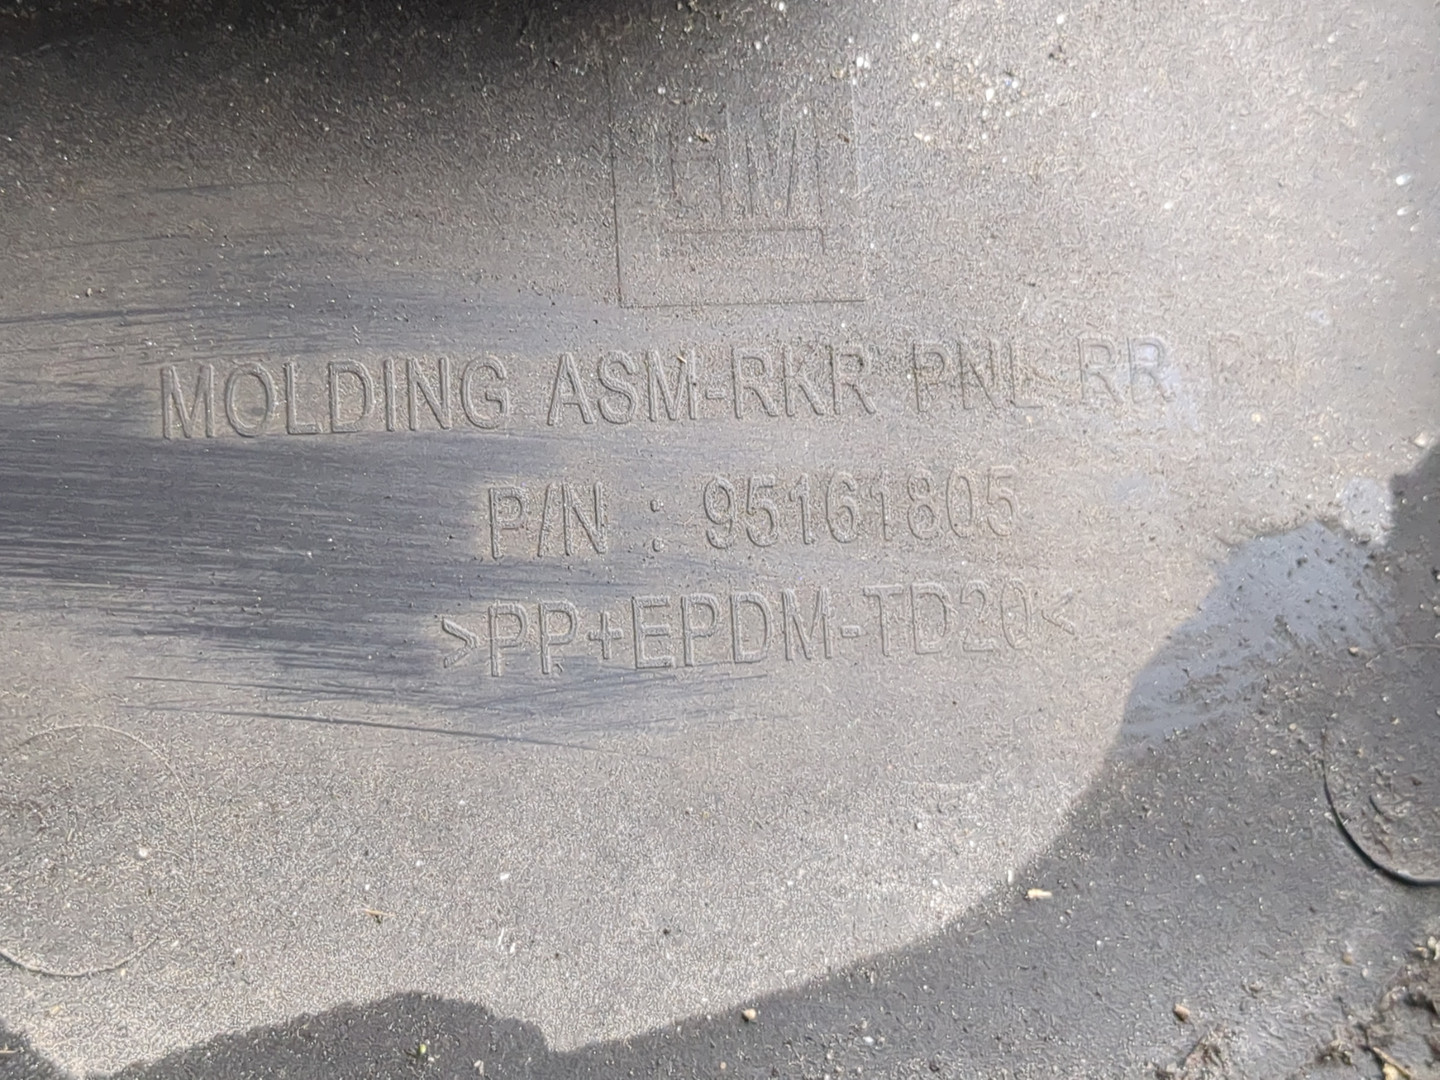 GM
MOLDING ASM-RKR PNL RR
P/N : 95161805
>PP+EPDM-TD20<